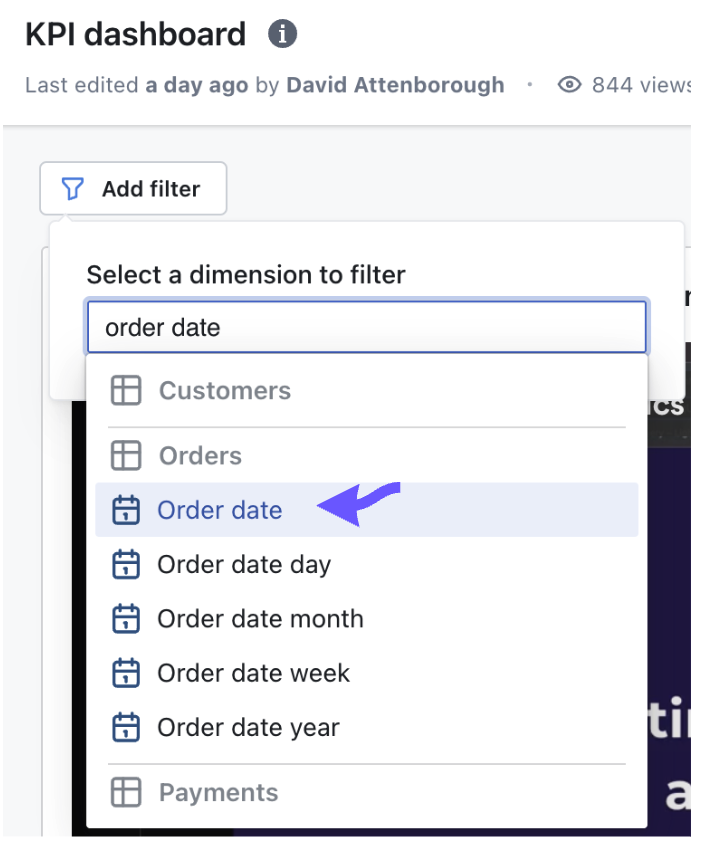 KPI dashboard
Last edited a day ago by David Attenborough · 844 views
Add filter
Select a dimension to filter
order date
Customers
Orders
Order date
Order date day
Order date month
Order date week
Order date year
Payments